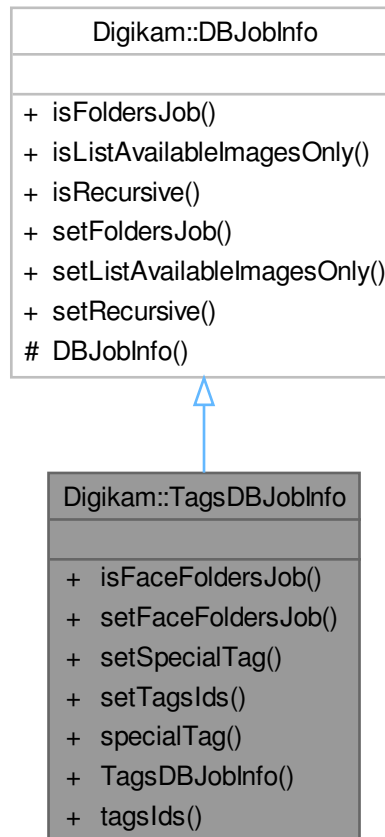 Digikam::DBJobInfo
+ isFoldersJob()
+ isListAvailableImagesOnly()
+ isRecursive()
+ setFoldersJob()
+ setListAvailableImagesOnly()
+ setRecursive()
# DBJobInfo()
Digikam::TagsDBJobInfo
+ isFaceFoldersJob()
+ setFaceFoldersJob()
+ setSpecialTag()
+ setTagsIds()
+ specialTag()
+ TagsDBJobInfo()
+ tagsIds()